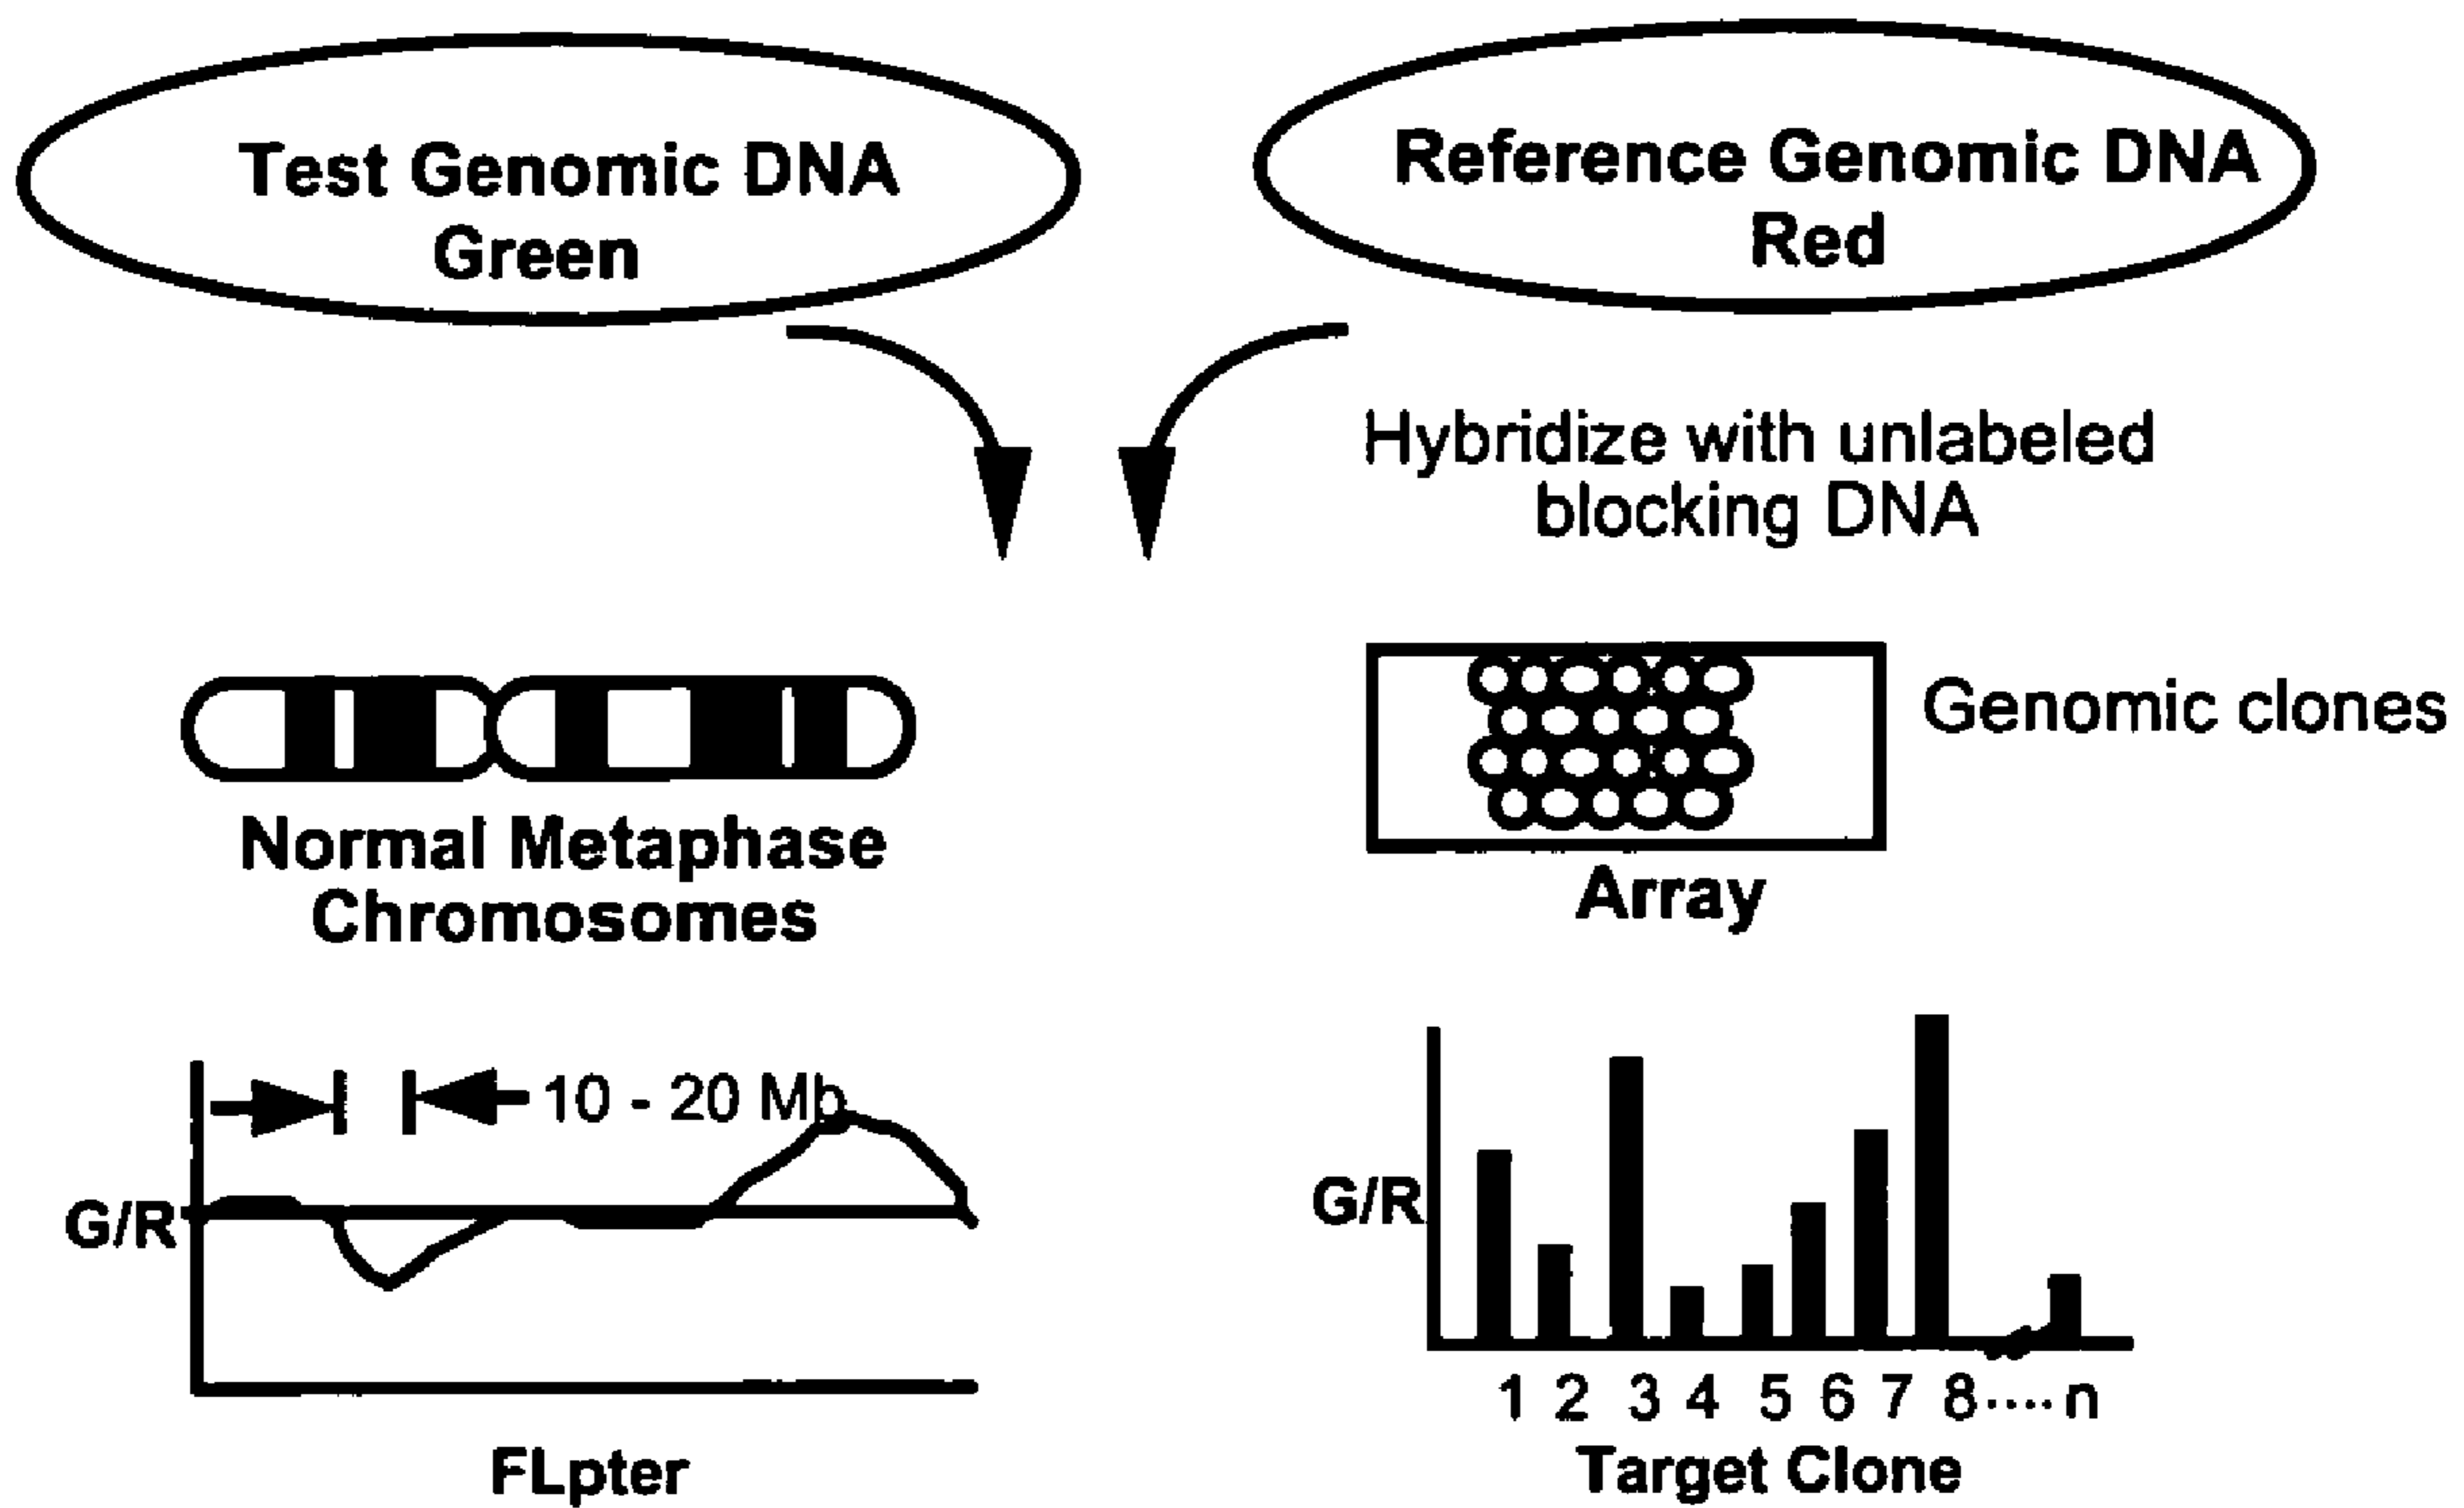 Test Genomic DNA
Green
Reference Genomic DNA
Red
Hybridize with unlabeled
blocking DNA
Normal Metaphase
Chromosomes
Genomic clones
Array
10 - 20 Mb
G/R
FLpter
G/R
1 2 3 4 5 6 7 8....n
Target Clone